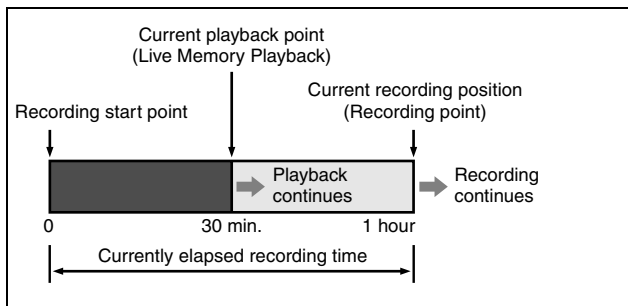 Current playback point
(Live Memory Playback)
Current recording position
(Recording point)
Recording start point
Playback
continues
Recording
continues
0
30 min.
1 hour
Currently elapsed recording time